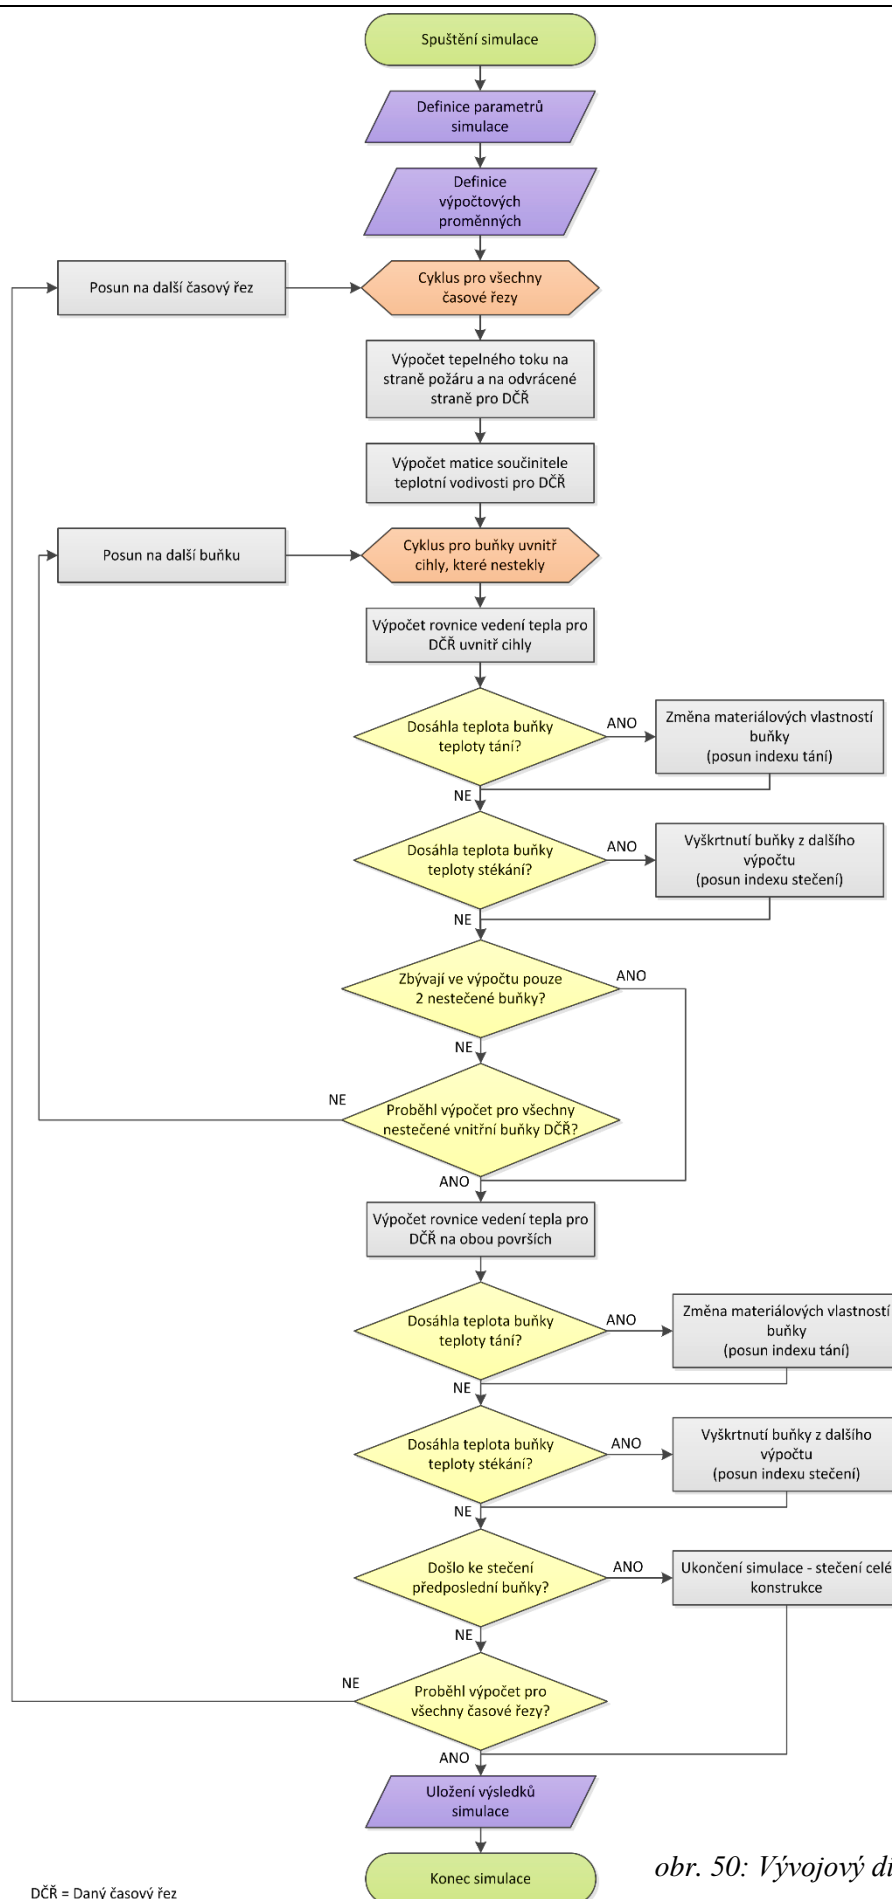 Spuštění simulace
Definice parametrů
simulace
Definice
výpočtových
proměnných
Posun na další časový řez
Cyklus pro všechny
časové řezy
Výpočet tepelného toku na
straně požáru a na odvrácené
straně pro DČŘ
Výpočet matice součinitele
teplotní vodivosti pro DČŘ
Posun na další buňku
Cyklus pro buňky uvnitř
cihly, které nestekly
Výpočet rovnice vedení tepla pro
DČŘ uvnitř cihly
Dosáhla teplota buňky
teploty tání?
ANO
Změna materiálových vlastností
buňky
(posun indexu tání)
NE
Dosáhla teplota buňky
teploty stékání?
ANO
Vyškrtnutí buňky z dalšího
výpočtu
(posun indexu stečení)
NE
Zbývají ve výpočtu pouze
2 nestečené buňky?
ANO
NE
Proběhl výpočet pro všechny
nestečené vnitřní buňky DČŘ?
NE
ANO
Výpočet rovnice vedení tepla pro
DČŘ na obou površích
Dosáhla teplota buňky
teploty tání?
ANO
Změna materiálových vlastností
buňky
(posun indexu tání)
NE
Dosáhla teplota buňky
teploty stékání?
ANO
Vyškrtnutí buňky z dalšího
výpočtu
(posun indexu stečení)
NE
Došlo ke stečení
předposlední buňky?
ANO
Ukončení simulace - stečení celé
konstrukce
NE
Proběhl výpočet pro
všechny časové řezy?
NE
ANO
Uložení výsledků
simulace
Konec simulace
obr. 50: Vývojový
DČŘ = Daný časový řez